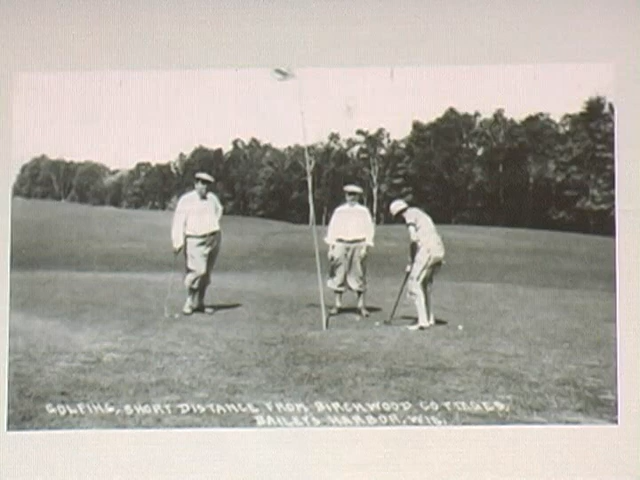 GOLFING, SHORT DISTANCE FROM BIRCHWOOD COTTAGES,
BAILEYS HARBOR, WIS.